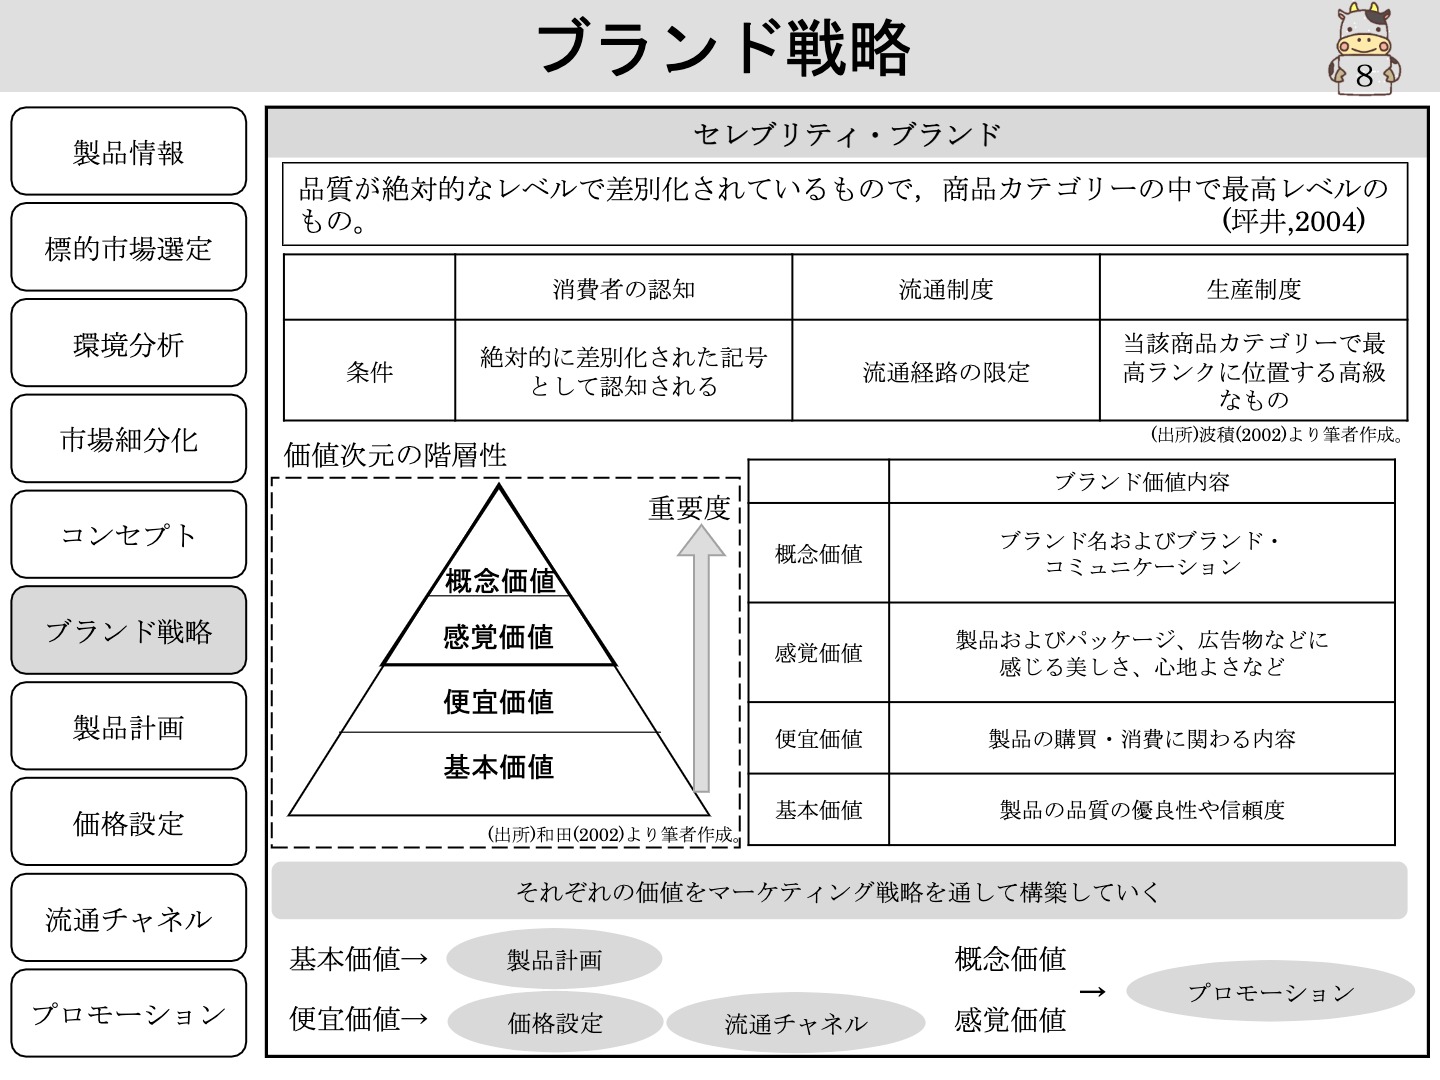 ブランド戦略
8
製品情報
標的市場選定
環境分析
市場細分化
コンセプト
ブランド戦略
製品計画
価格設定
流通チャネル
プロモーション
セレブリティ・ブランド
品質が絶対的なレベルで差別化されているもので，商品カテゴリーの中で最高レベルの
もの。 (坪井,2004)
消費者の認知 流通制度 生産制度
条件
絶対的に差別化された記号
として認知される
流通経路の限定
当該商品カテゴリーで最
高ランクに位置する高級
なもの
(出所)波積(2002)より筆者作成。
価値次元の階層性
重要度
概念価値
感覚価値
便宜価値
基本価値
(出所)和田(2002)より筆者作成。
ブランド価値内容
概念価値
ブランド名およびブランド・
コミュニケーション
感覚価値
製品およびパッケージ、広告物などに
感じる美しさ、心地よさなど
便宜価値 製品の購買・消費に関わる内容
基本価値 製品の品質の優良性や信頼度
それぞれの価値をマーケティング戦略を通して構築していく
基本価値→ 製品計画
便宜価値→ 価格設定 流通チャネル
概念価値
感覚価値
→ プロモーション